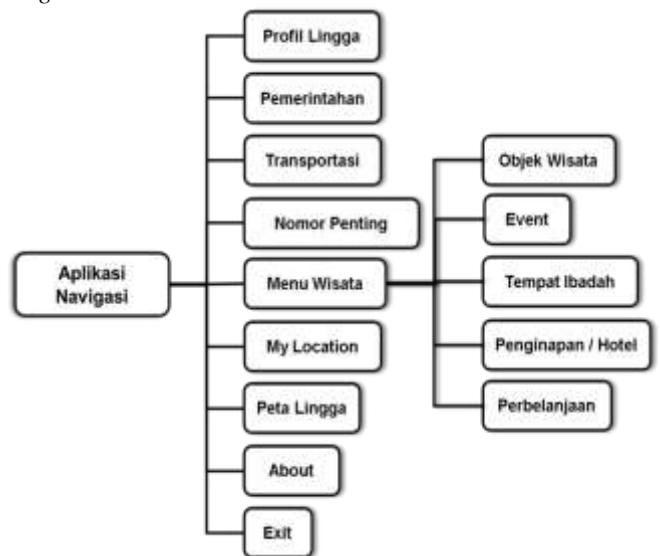 Profil Lingga
Pemerintahan
Transportasi
Nomor Penting
Aplikasi
Navigasi
Menu Wisata
My Location
Peta Lingga
About
Exit
Objek Wisata
Event
Tempat Ibadah
Penginapan / Hotel
Perbelanjaan